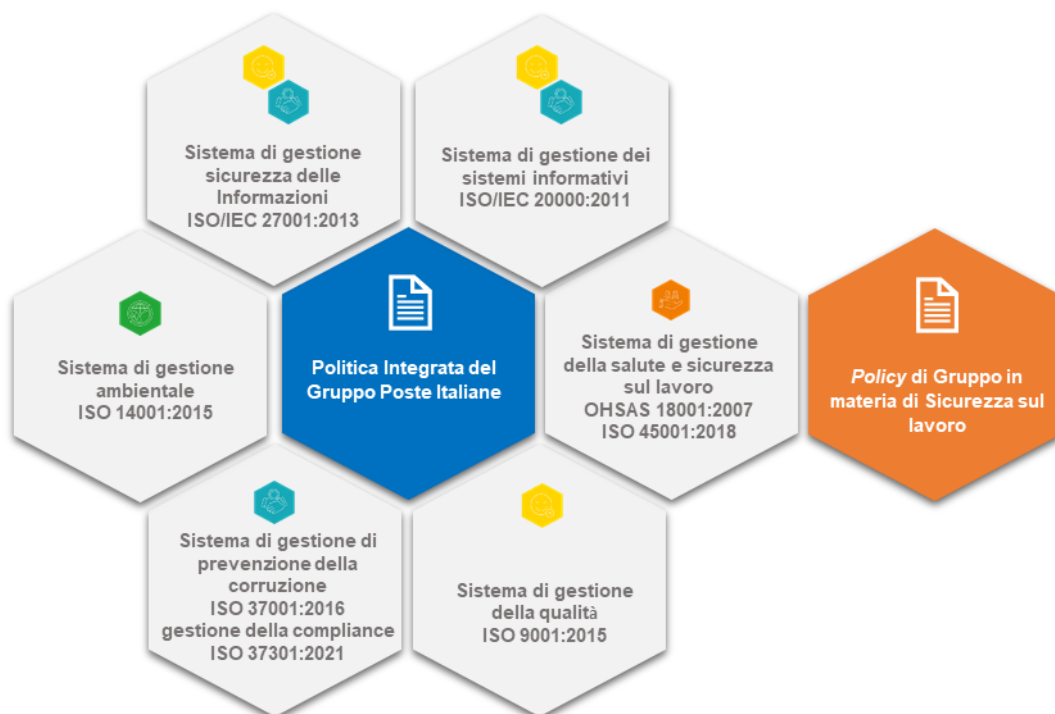 Sistema di gestione
sicurezza delle
Informazioni
ISO/IEC 27001:2013
Sistema di gestione dei
sistemi informativi
ISO/IEC 20000:2011
Sistema di gestione
ambientale
ISO 14001:2015
Politica Integrata del
Gruppo Poste Italiane
Sistema di gestione
della salute e sicurezza
sul lavoro
OHSAS 18001:2007
ISO 45001:2018
Policy di Gruppo in
materia di Sicurezza sul
lavoro
Sistema di gestione di
prevenzione della
corruzione
ISO 37001:2016
gestione della compliance
ISO 37301:2021
Sistema di gestione
della qualità
ISO 9001:2015